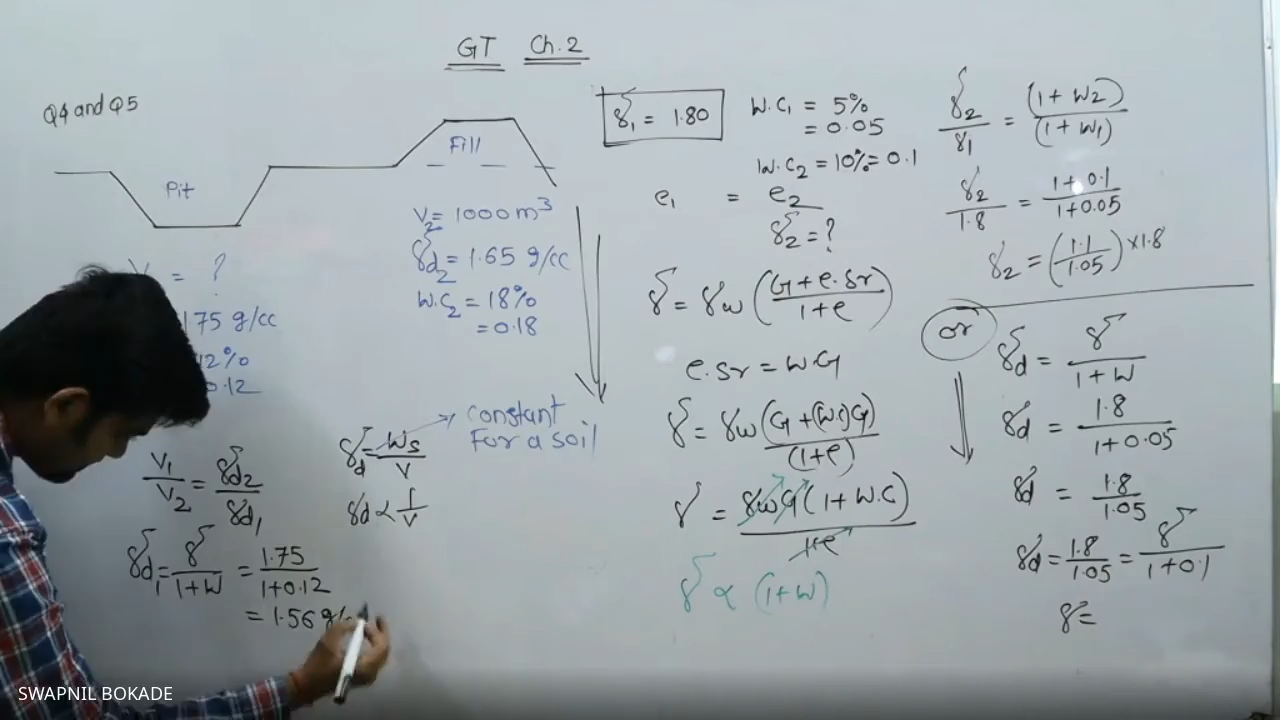 GT Ch.2
Q4 and Q5
Pit
Fill
= ?
175 g/cc
12%
0.12
V₂ = 1000 m³
γd₂ = 1.65 g/cc
W.C₂ = 18%
= 0.18
V₁/V₂ = γd₂/γd₁
γd₁ = γ/(1+W) = 1.75/(1+0.12)
= 1.56 g/
γd = Ws/V
constant
For a soil
γd ∝ 1/V
γ₁ = 1.80
W.C₁ = 5%
= 0.05
W.C₂ = 10% = 0.1
e₁ = e₂
γ₂ = ?
γ = γw (G + e.Sr / 1+e)
e.Sr = WG
γ = γw (G + (W.)G) / (1+e)
γ = γwG (1 + W.C) / 1+e
γ ∝ (1+W)
γ₂/γ₁ = (1+W₂)/(1+W₁)
γ₂/1.8 = 1+0.1/1+0.05
γ₂ = (1.1/1.05) × 1.8
or
γd = γ/1+W
γd = 1.8/1+0.05
γd = 1.8/1.05
γd = 1.8/1.05 = γ/1+0.1
γ =
SWAPNIL BOKADE